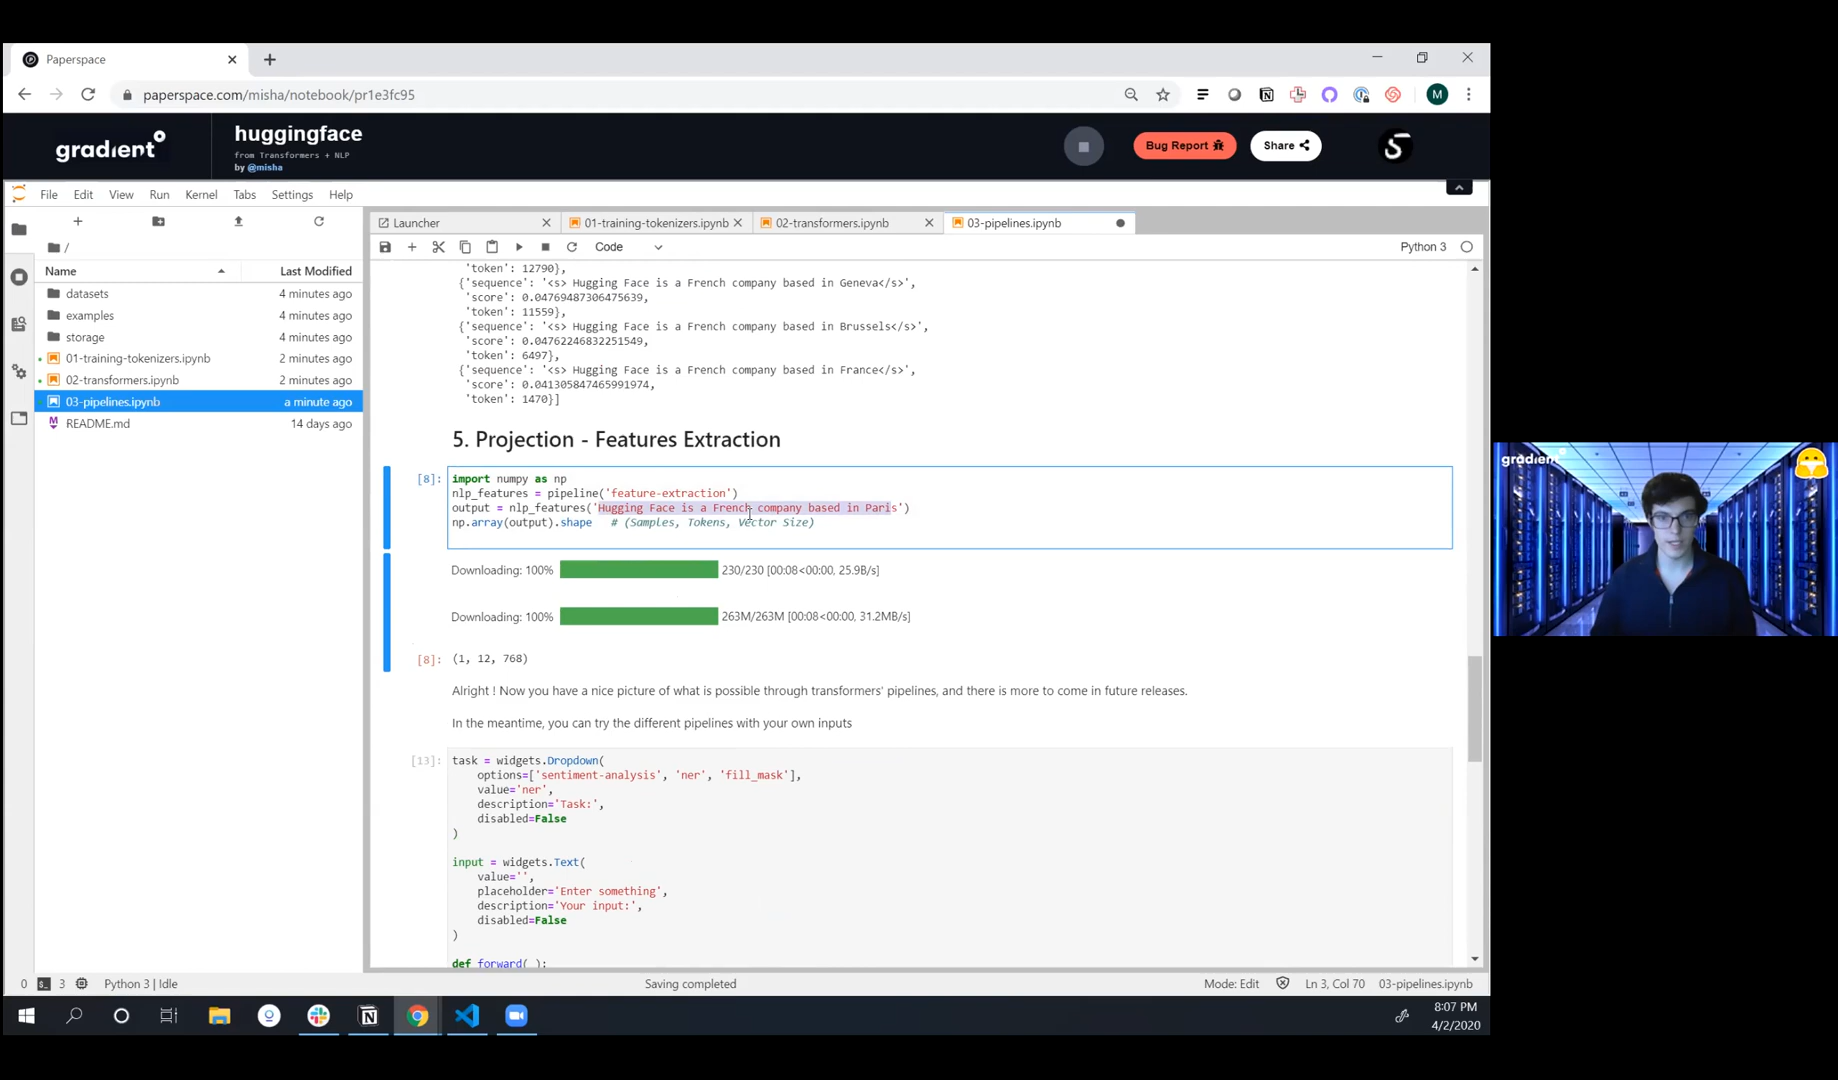 Paperspace
paperspace.com/misha/notebook/pr1e3fc95
M
gradient
huggingface
from Transformers + NLP
by @misha
Bug Report
Share
File Edit View Run Kernel Tabs Settings Help
Launcher
01-training-tokenizers.ipynb
02-transformers.ipynb
03-pipelines.ipynb
Code
Python 3
/
Name Last Modified
datasets 4 minutes ago
examples 4 minutes ago
storage 4 minutes ago
01-training-tokenizers.ipynb 2 minutes ago
02-transformers.ipynb 2 minutes ago
03-pipelines.ipynb a minute ago
README.md 14 days ago
'token': 12790},
{'sequence': '<s> Hugging Face is a French company based in Geneva</s>',
'score': 0.04769487306475639,
'token': 11559},
{'sequence': '<s> Hugging Face is a French company based in Brussels</s>',
'score': 0.04762246832251549,
'token': 6497},
{'sequence': '<s> Hugging Face is a French company based in France</s>',
'score': 0.041305847465991974,
'token': 1470}]
5. Projection - Features Extraction
[8]: import numpy as np
nlp_features = pipeline('feature-extraction')
output = nlp_features('Hugging Face is a French company based in Paris')
np.array(output).shape # (Samples, Tokens, Vector Size)
Downloading: 100% 230/230 [00:08<00:00, 25.9B/s]
Downloading: 100% 263M/263M [00:08<00:00, 31.2MB/s]
[8]: (1, 12, 768)
Alright ! Now you have a nice picture of what is possible through transformers' pipelines, and there is more to come in future releases.
In the meantime, you can try the different pipelines with your own inputs
[13]: task = widgets.Dropdown(
options=['sentiment-analysis', 'ner', 'fill_mask'],
value='ner',
description='Task:',
disabled=False
)
input = widgets.Text(
value='',
placeholder='Enter something',
description='Your input:',
disabled=False
)
def forward(_):
0 3 Python 3 | Idle Saving completed Mode: Edit Ln 3, Col 70 03-pipelines.ipynb
8:07 PM
4/2/2020
gradient